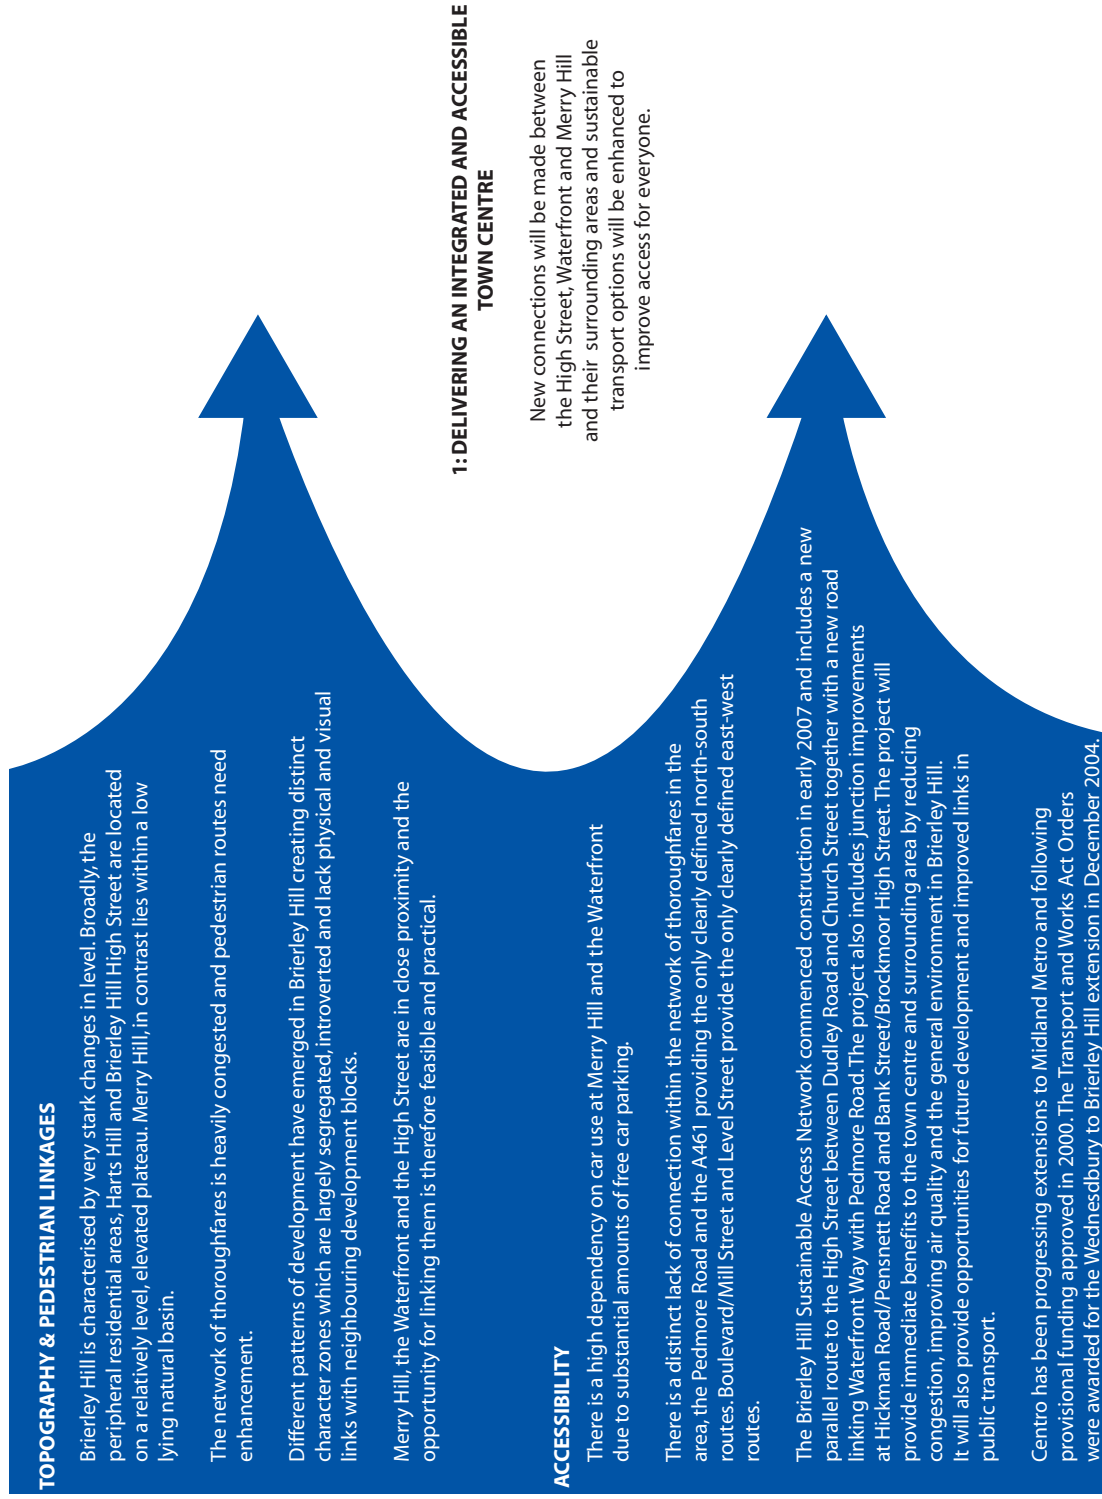 TOPOGRAPHY & PEDESTRIAN LINKAGES
Brierley Hill is characterised by very stark changes in level. Broadly, the
peripheral residential areas, Harts Hill and Brierley Hill High Street are located
on a relatively level, elevated plateau. Merry Hill, in contrast lies within a low
lying natural basin.
The network of thoroughfares is heavily congested and pedestrian routes need
enhancement.
Different patterns of development have emerged in Brierley Hill creating distinct
character zones which are largely segregated, introverted and lack physical and visual
links with neighbouring development blocks.
Merry Hill, the Waterfront and the High Street are in close proximity and the
opportunity for linking them is therefore feasible and practical.
ACCESSIBILITY
There is a high dependency on car use at Merry Hill and the Waterfront
due to substantial amounts of free car parking.
There is a distinct lack of connection within the network of thoroughfares in the
area, the Pedmore Road and the A461 providing the only clearly defined north-south
routes. Boulevard/Mill Street and Level Street provide the only clearly defined east-west
routes.
The Brierley Hill Sustainable Access Network commenced construction in early 2007 and includes a new
parallel route to the High Street between Dudley Road and Church Street together with a new road
linking Waterfront Way with Pedmore Road. The project also includes junction improvements
at Hickman Road/Pensnett Road and Bank Street/Brockmoor High Street. The project will
provide immediate benefits to the town centre and surrounding area by reducing
congestion, improving air quality and the general environment in Brierley Hill.
It will also provide opportunities for future development and improved links in
public transport.
Centro has been progressing extensions to Midland Metro and following
provisional funding approved in 2000. The Transport and Works Act Orders
were awarded for the Wednesdbury to Brierley Hill extension in December 2004.
1: DELIVERING AN INTEGRATED AND ACCESSIBLE
TOWN CENTRE
New connections will be made between
the High Street, Waterfront and Merry Hill
and their surrounding areas and sustainable
transport options will be enhanced to
improve access for everyone.